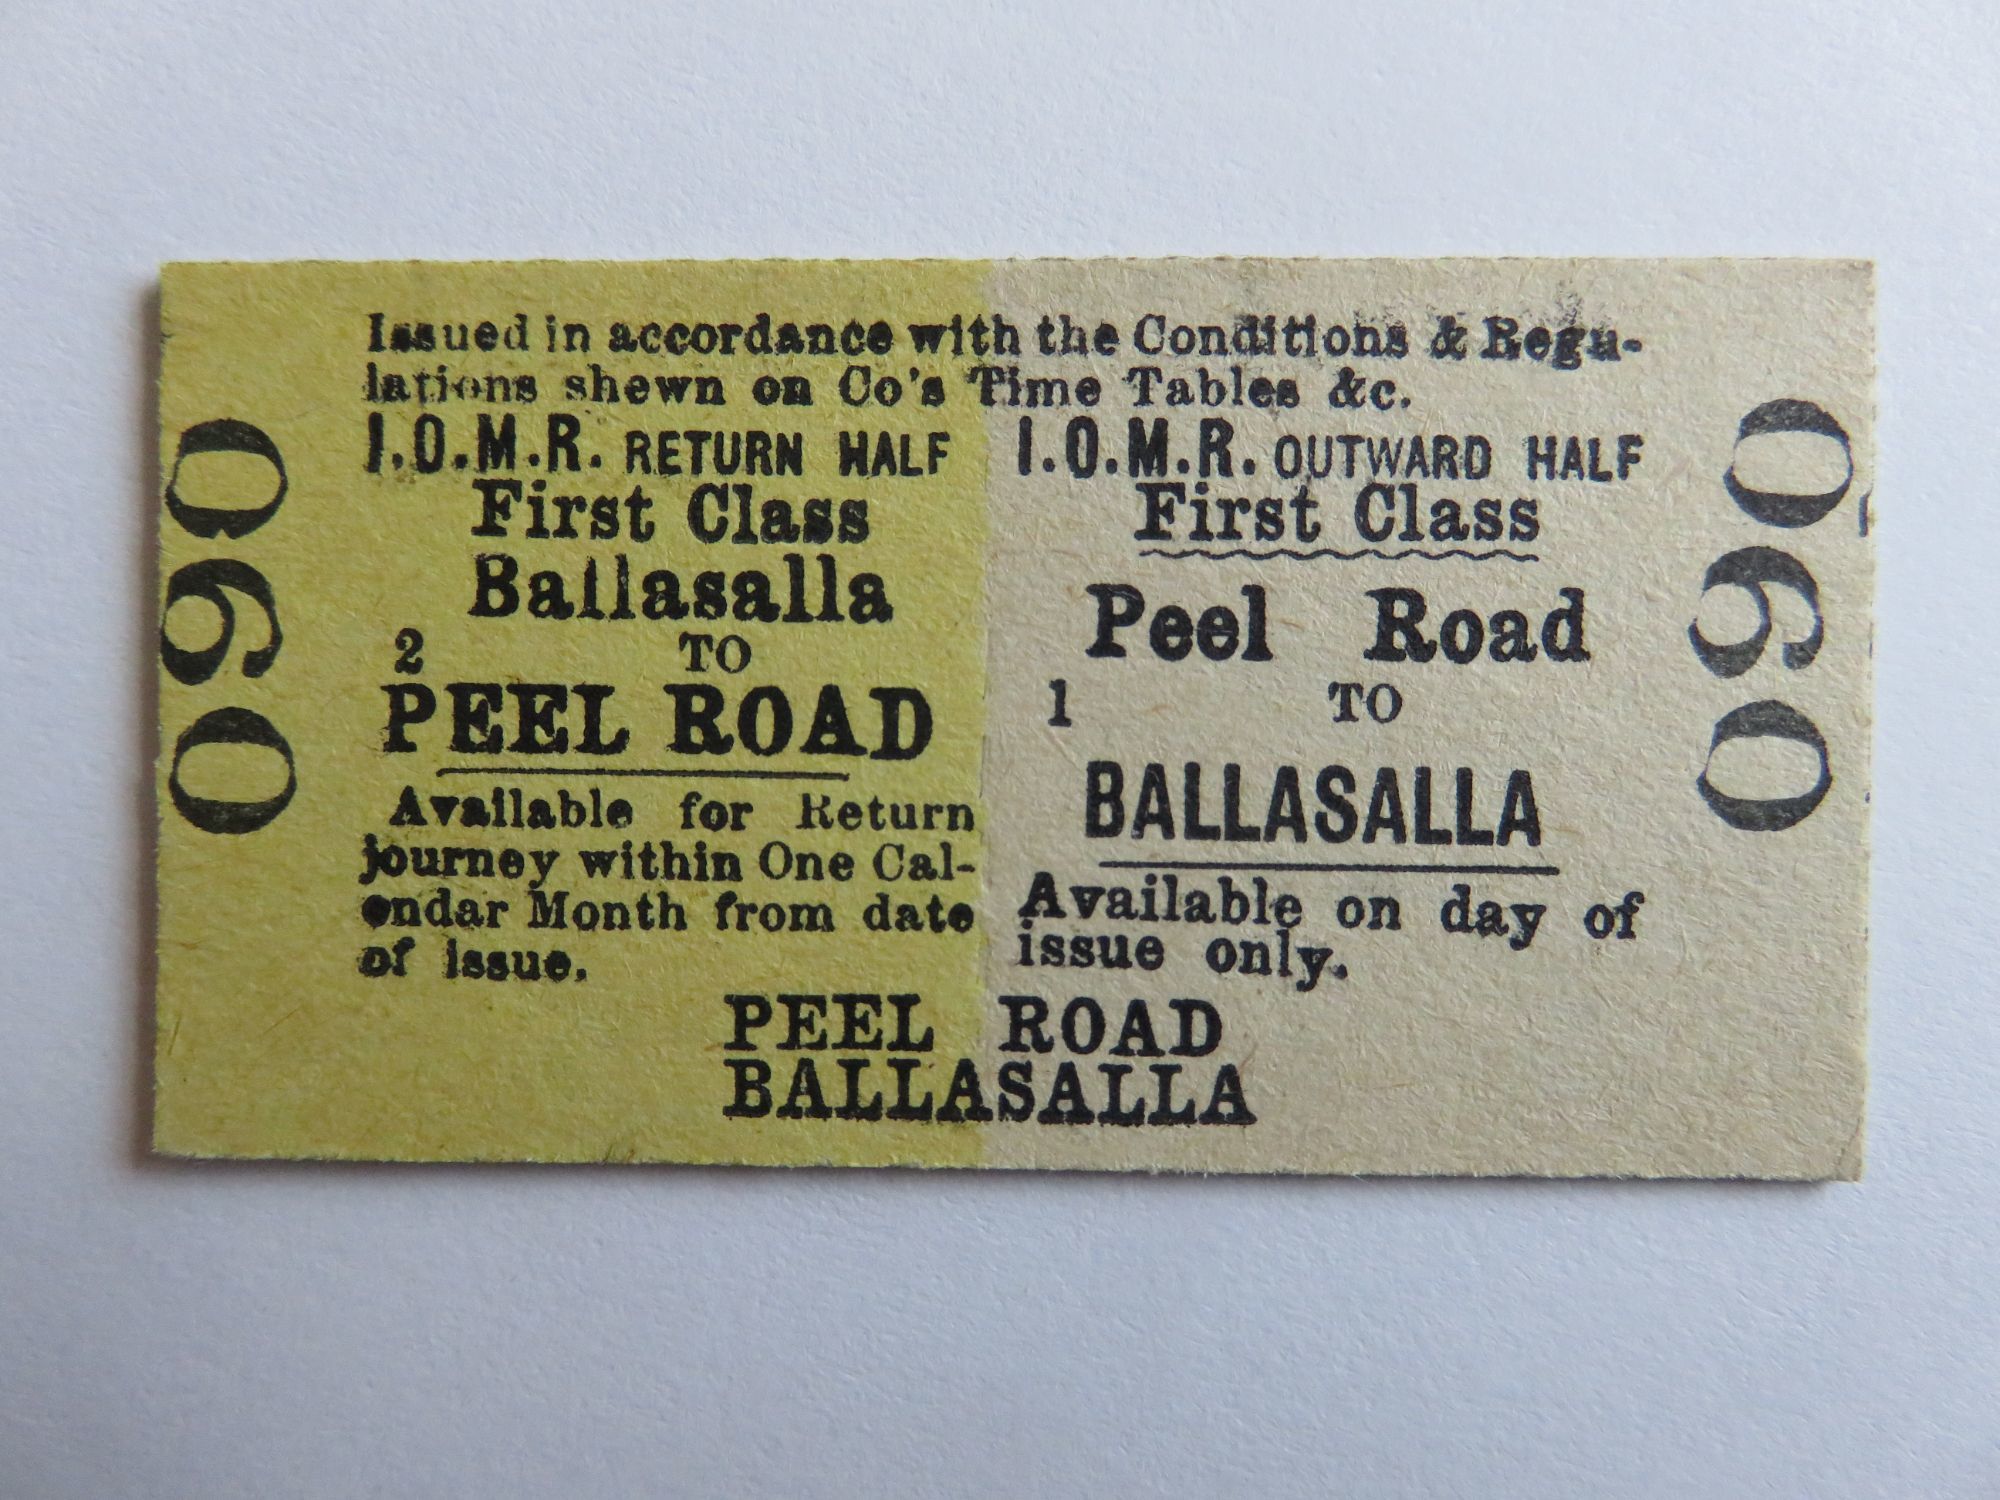 Issued in accordance with the Conditions & Regu-
lations shewn on Co's Time Tables &c.
I.O.M.R. RETURN HALF
First Class
Ballasalla
2 TO
PEEL ROAD
Available for Return
journey within One Cal-
endar Month from date
of issue.
I.O.M.R. OUTWARD HALF
First Class
Peel Road
1 TO
BALLASALLA
Available on day of
issue only.
PEEL ROAD
BALLASALLA
060
060